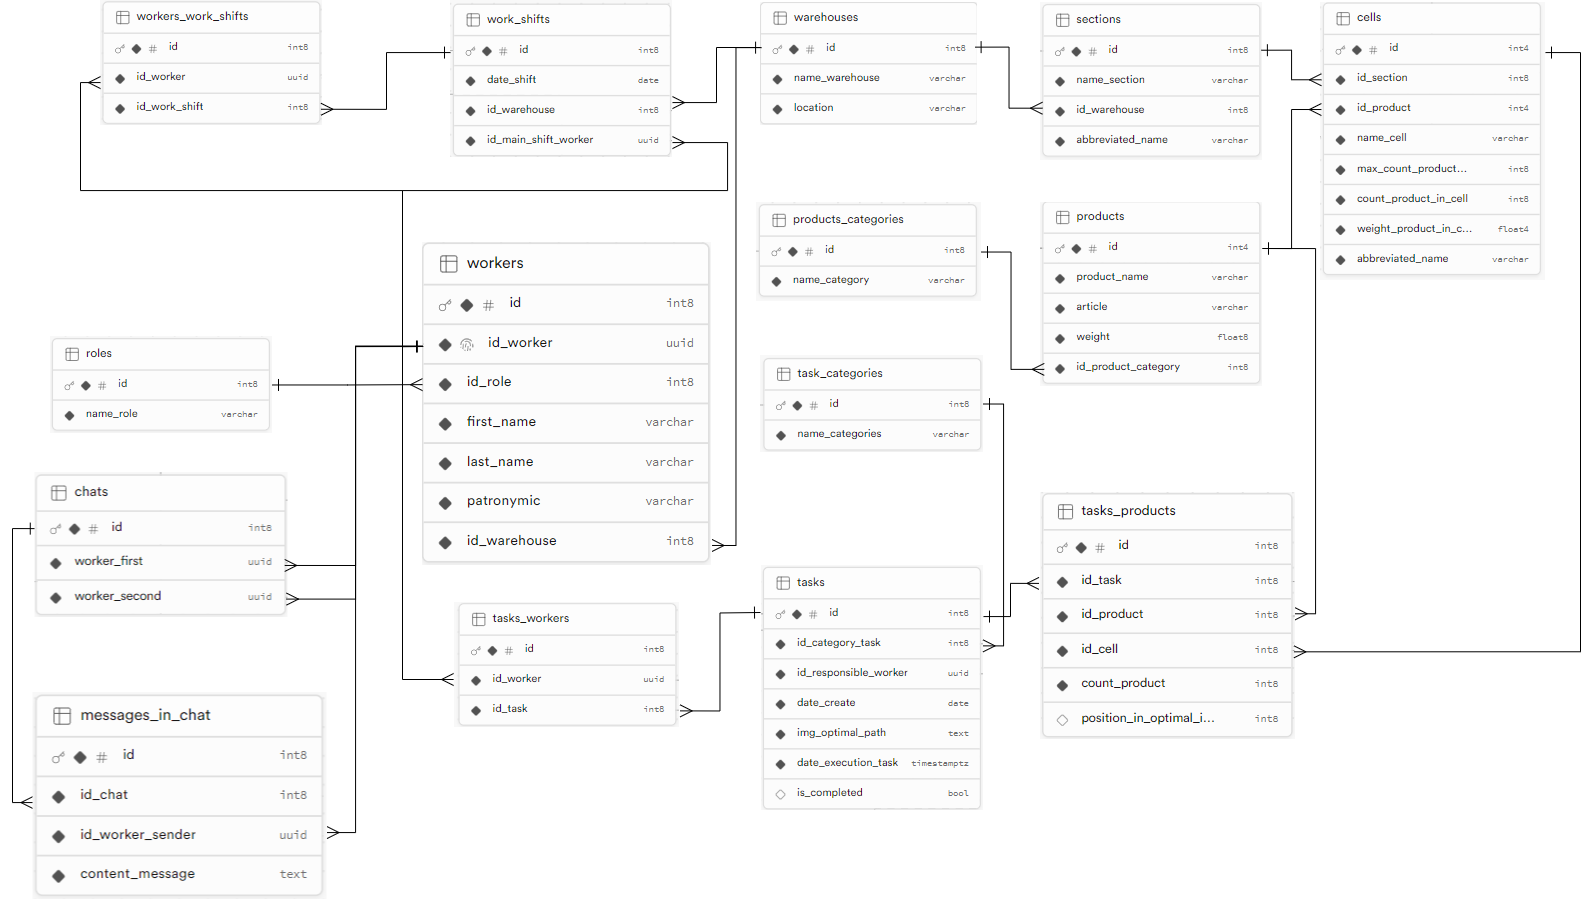 workers_work_shifts
id int8
id_worker uuid
id_work_shift int8
work_shifts
id int8
date_shift date
id_warehouse int8
id_main_shift_worker uuid
warehouses
id int8
name_warehouse varchar
location varchar
sections
id int8
name_section varchar
id_warehouse int8
abbreviated_name varchar
cells
id int4
id_section int8
id_product int4
name_cell varchar
max_count_product... int8
count_product_in_cell int8
weight_product_in_c... float4
abbreviated_name varchar
products_categories
id int8
name_category varchar
products
id int4
product_name varchar
article varchar
weight float8
id_product_category int8
workers
id int8
id_worker uuid
id_role int8
first_name varchar
last_name varchar
patronymic varchar
id_warehouse int8
roles
id int8
name_role varchar
task_categories
id int8
name_categories varchar
chats
id int8
worker_first uuid
worker_second uuid
tasks_products
id int8
id_task int8
id_product int8
id_cell int8
count_product int8
position_in_optimal_i... int8
tasks
id int8
id_category_task int8
id_responsible_worker uuid
date_create date
img_optimal_path text
date_execution_task timestamptz
is_completed bool
tasks_workers
id int8
id_worker uuid
id_task int8
messages_in_chat
id int8
id_chat int8
id_worker_sender uuid
content_message text